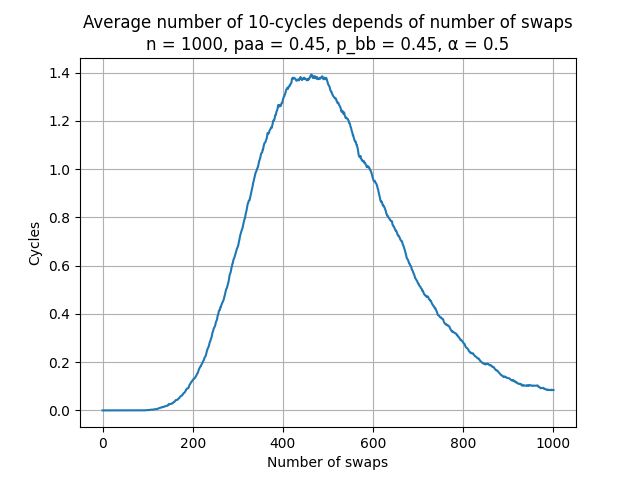 Average number of 10-cycles depends of number of swaps
n = 1000, paa = 0.45, p_bb = 0.45, α = 0.5
Cycles
1.4
1.2
1.0
0.8
0.6
0.4
0.2
0.0
0 200 400 600 800 1000
Number of swaps